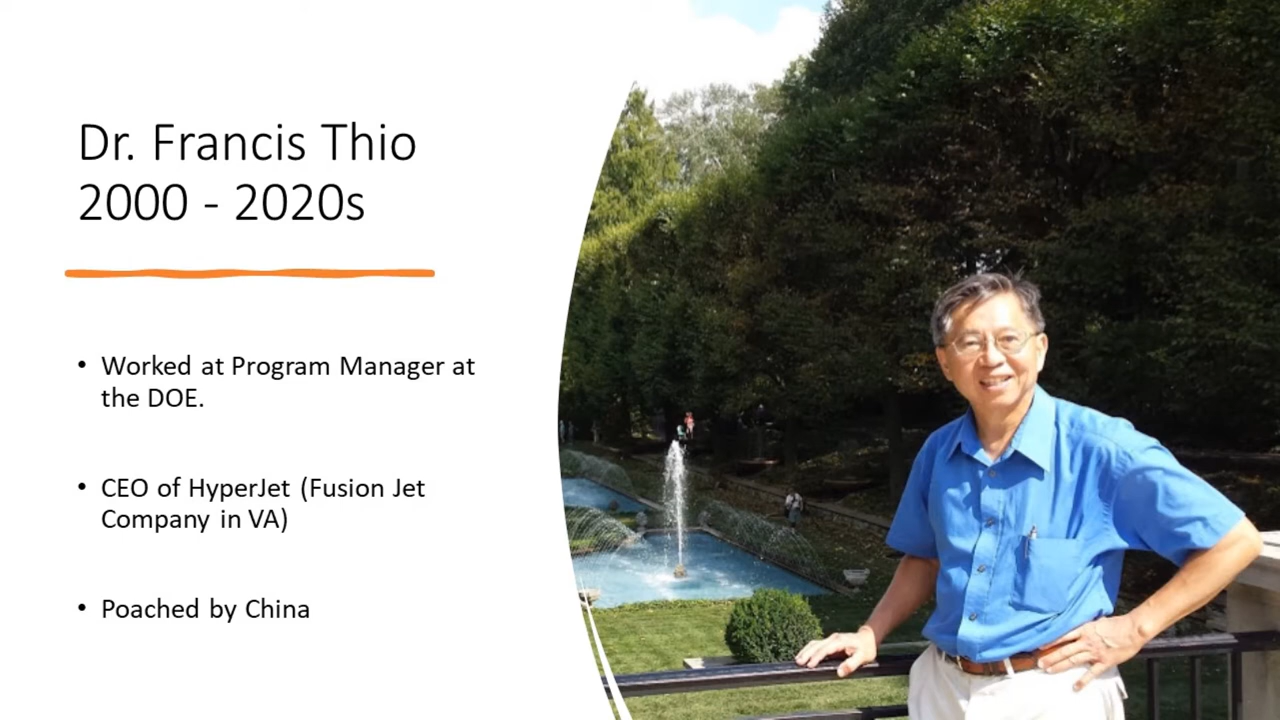 Dr. Francis Thio
2000 - 2020s
• Worked at Program Manager at
the DOE.
• CEO of HyperJet (Fusion Jet
Company in VA)
• Poached by China